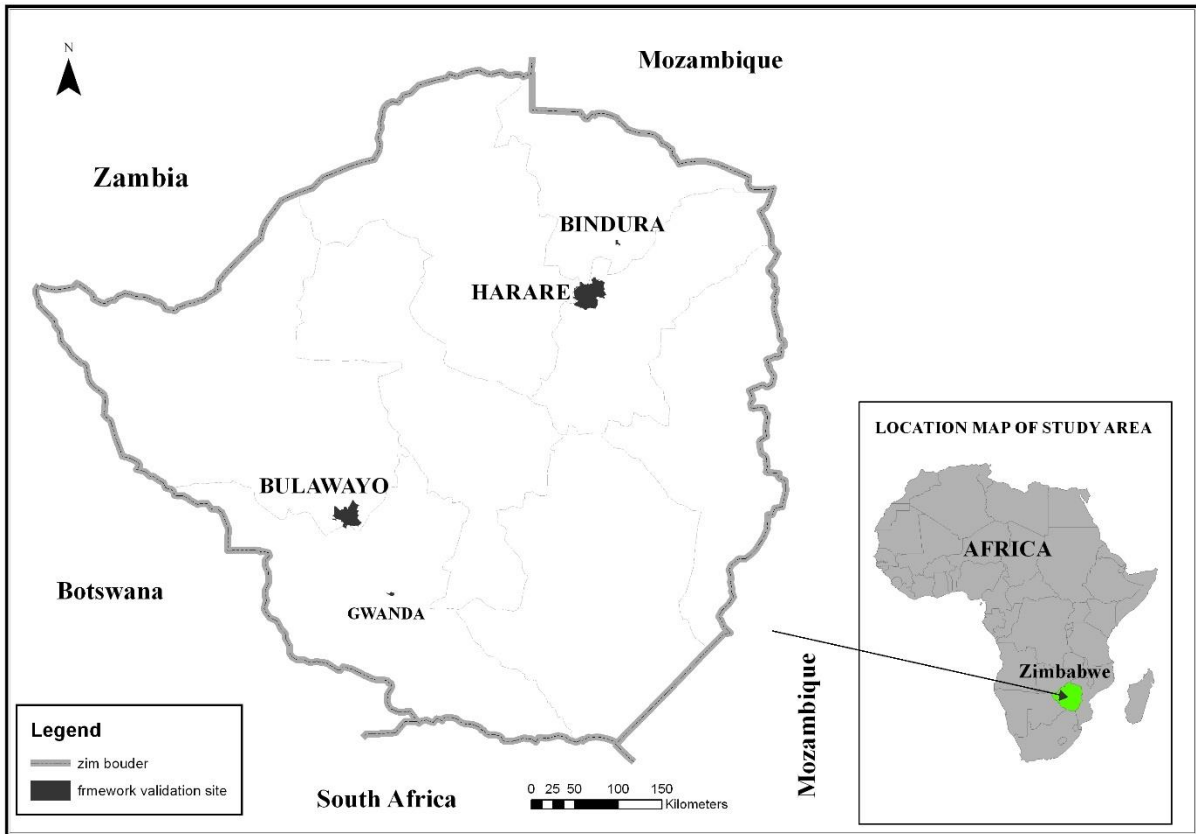 N
Mozambique
Zambia
BINDURA
HARARE
BULAWAYO
GWANDA
Botswana
Mozambique
South Africa
0 25 50 100 150
Kilometers
Legend
zim bouder
frmework validation site
LOCATION MAP OF STUDY AREA
AFRICA
Zimbabwe